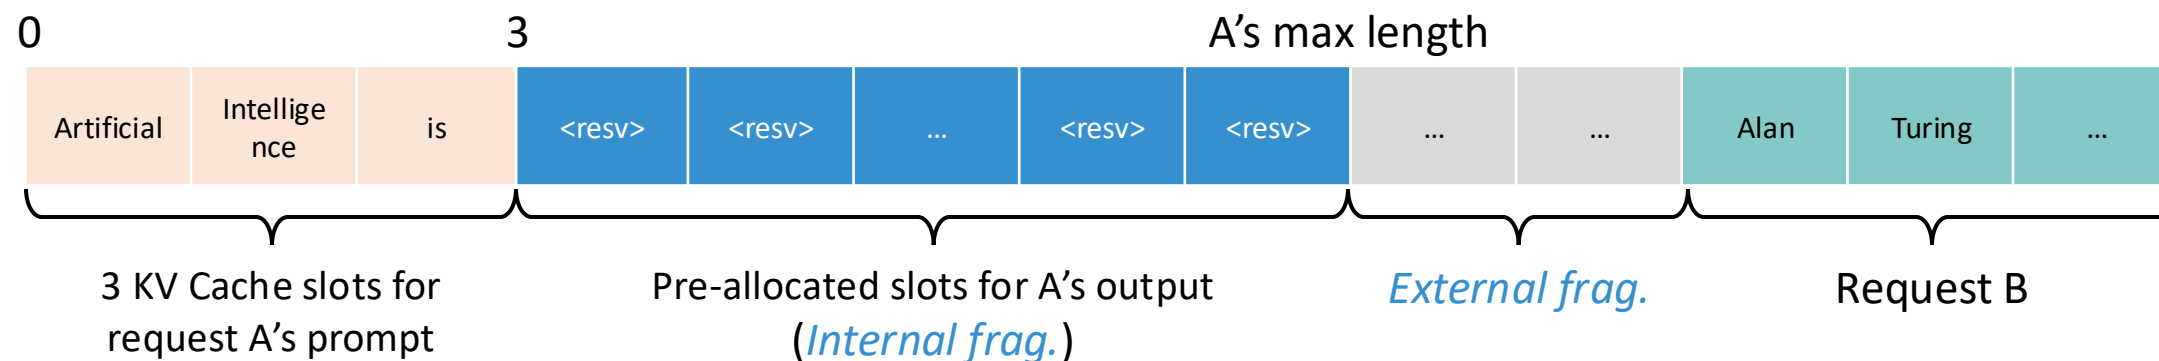 0 3 A’s max length
Artificial Intellige nce is <resv> <resv> ... <resv> <resv> ... ... Alan Turing ...
3 KV Cache slots for
request A’s prompt
Pre-allocated slots for A’s output
(Internal frag.)
External frag.
Request B